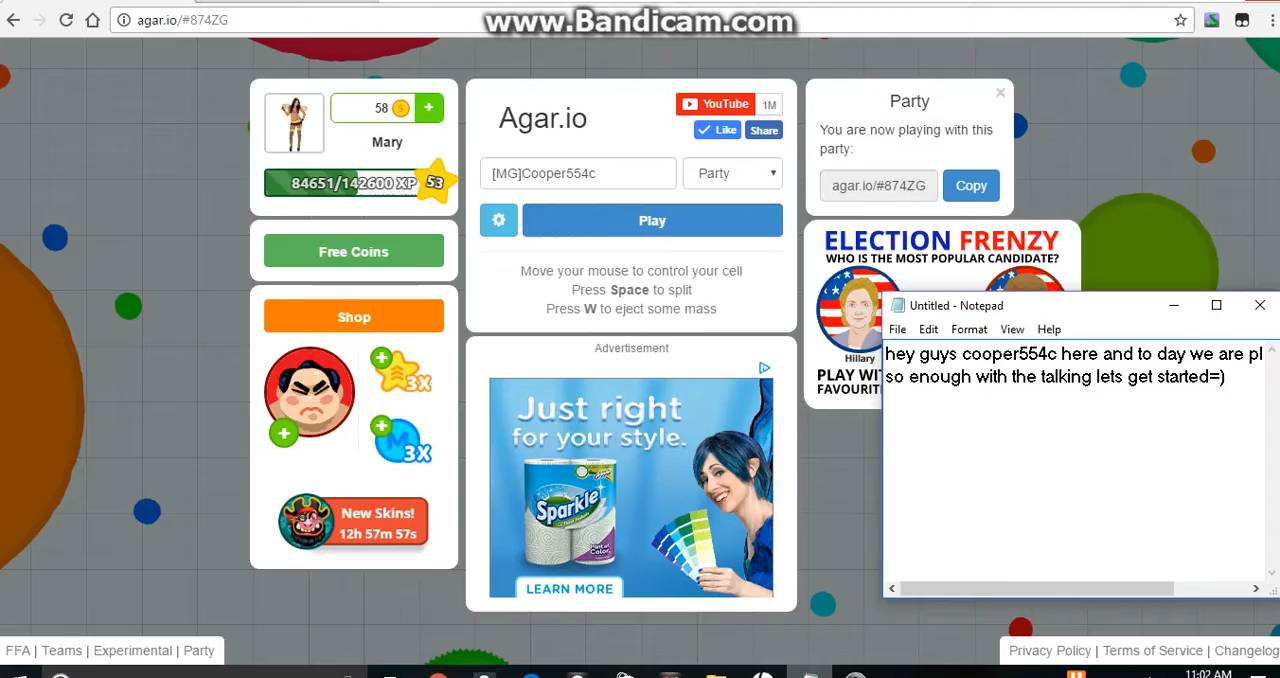 agar.io/#874ZG
www.Bandicam.com
58
Mary
84651/142600 XP 53
Free Coins
Shop
3X
3X
New Skins!
12h 57m 57s
Agar.io
YouTube 1M
Like Share
[MG]Cooper554c Party
Play
Move your mouse to control your cell
Press Space to split
Press W to eject some mass
Advertisement
Just right
for your style.
Sparkle
LEARN MORE
Party
You are now playing with this
party:
agar.io/#874ZG Copy
ELECTION FRENZY
WHO IS THE MOST POPULAR CANDIDATE?
Hillary
PLAY WIT
FAVOURIT
Untitled - Notepad
File Edit Format View Help
hey guys cooper554c here and to day we are pl
so enough with the talking lets get started=)
FFA | Teams | Experimental | Party
Privacy Policy | Terms of Service | Changelog
11:02 AM